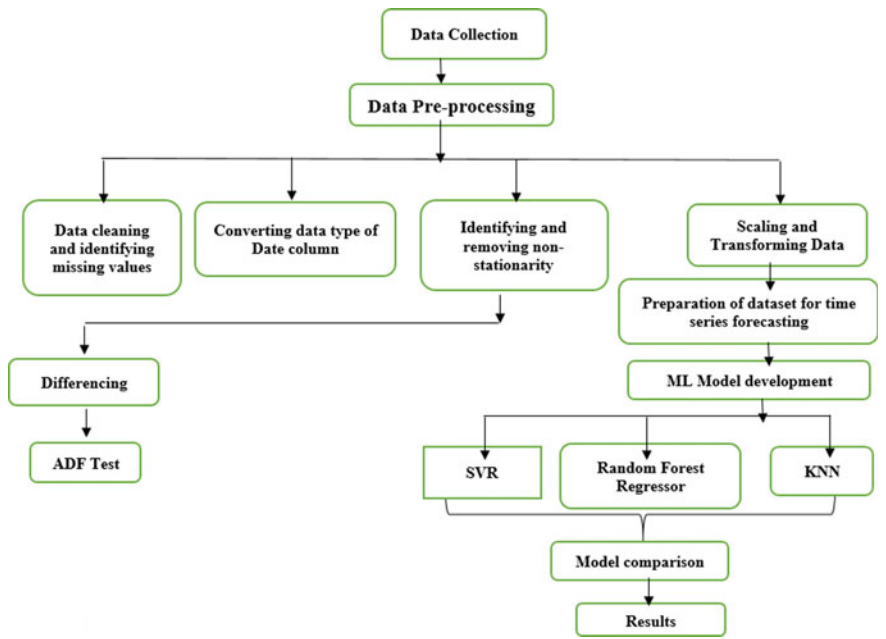 Data Collection
Data Pre-processing
Data cleaning
and identifying
missing values
Converting data type of
Date column
Identifying and
removing non-
stationarity
Scaling and
Transforming Data
Preparation of dataset for time
series forecasting
Differencing
ML Model development
ADF Test
SVR
Random Forest
Regressor
KNN
Model comparison
Results